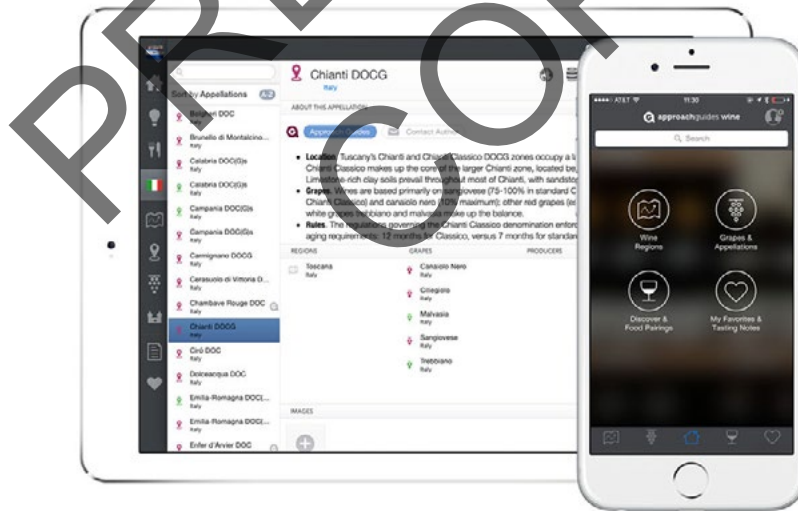 Chianti DOCG
Italy
Sort by Appellations A-Z
ABOUT THIS APPELLATION
Bolgheri DOC
Italy
Approach Guides Contact Author
Brunello di Montalcino...
Italy
Calabria DOC(G)s
Italy
Calabria DOC(G)s
Italy
Campania DOC(G)s
Italy
Campania DOC(G)s
Italy
Carmignano DOCG
Italy
Cerasuolo di Vittoria D...
Italy
Chambave Rouge DOC
Italy
Chianti DOCG
Italy
Cirò DOC
Italy
Dolceacqua DOC
Italy
Emilia-Romagna DOC(...
Italy
Emilia-Romagna DOC(...
Italy
Enfer d'Arvier DOC
Italy
• Location. Tuscany's Chianti and Chianti Classico DOCG zones occupy a
Chianti Classico makes up the core of the larger Chianti zone, located
Limestone-rich clay soils prevail throughout most of Chianti, with
• Grapes. Wines are based primarily on sangiovese (75-100% in standard
Chianti Classico) and canaiolo nero (10% maximum); other red grapes
white grapes trebbiano and malvasia make up the balance.
• Rules. The regulations governing the Chianti Classico denomination
aging requirements: 12 months for Classico, versus 7 months for
REGIONS GRAPES PRODUCERS
Toscana
Italy
Canaiolo Nero
Italy
Ciliegiolo
Italy
Malvasia
Italy
Sangiovese
Italy
Trebbiano
Italy
IMAGES
AT&T 11:30
approachguides wine
Search
Wine
Regions
Grapes &
Appellations
Discover &
Food Pairings
My Favorites &
Tasting Notes